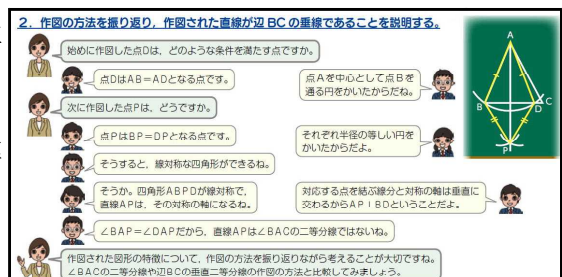 ２．作図の方法を振り返り，作図された直線が辺 BC の垂線であることを説明する。
始めに作図した点Dは，どのような条件を満たす点ですか。
点DはAB＝ADとなる点です。
点Ａを中心として点Ｂを
通る円をかいたからだね。
次に作図した点Pは，どうですか。
点PはBP＝DPとなる点です。
それぞれ半径の等しい円を
かいたからだよ。
そうすると，線対称な四角形ができるね。
そうか。四角形ＡＢＰＤが線対称で，
直線APは，その対称の軸になるね。
対応する点を結ぶ線分と対称の軸は垂直に
交わるからAP⊥BDということだよ。
∠BAP＝∠DAPだから，直線APは∠BACの二等分線ではないね。
作図された図形の特徴について，作図の方法を振り返りながら考えることが大切ですね。
∠BACの二等分線や辺BCの垂直二等分線の作図の方法と比較してみましょう。
A
B
C
D
P